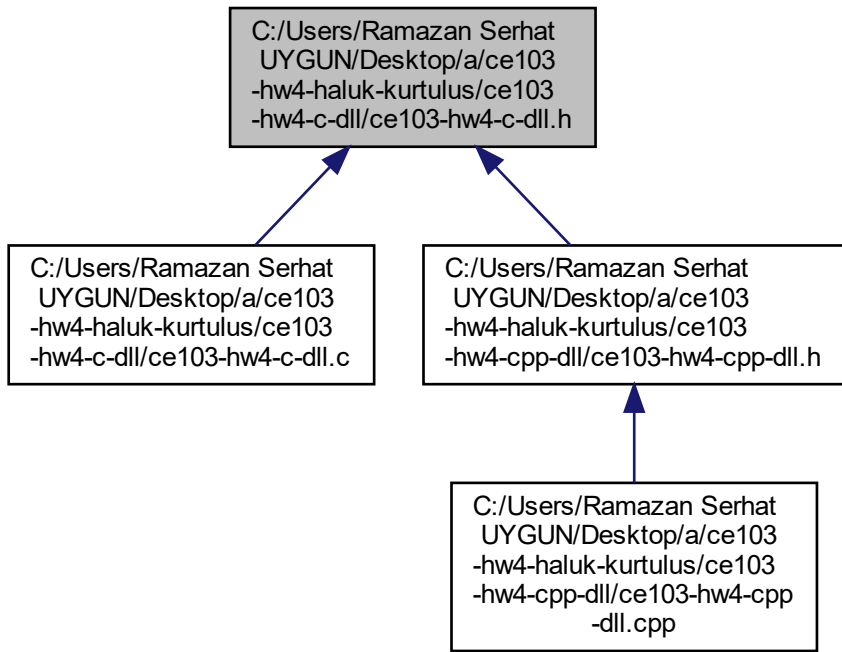 C:/Users/Ramazan Serhat
UYGUN/Desktop/a/ce103
-hw4-haluk-kurtulus/ce103
-hw4-c-dll/ce103-hw4-c-dll.h
C:/Users/Ramazan Serhat
UYGUN/Desktop/a/ce103
-hw4-haluk-kurtulus/ce103
-hw4-c-dll/ce103-hw4-c-dll.c
C:/Users/Ramazan Serhat
UYGUN/Desktop/a/ce103
-hw4-haluk-kurtulus/ce103
-hw4-cpp-dll/ce103-hw4-cpp-dll.h
C:/Users/Ramazan Serhat
UYGUN/Desktop/a/ce103
-hw4-haluk-kurtulus/ce103
-hw4-cpp-dll/ce103-hw4-cpp
-dll.cpp